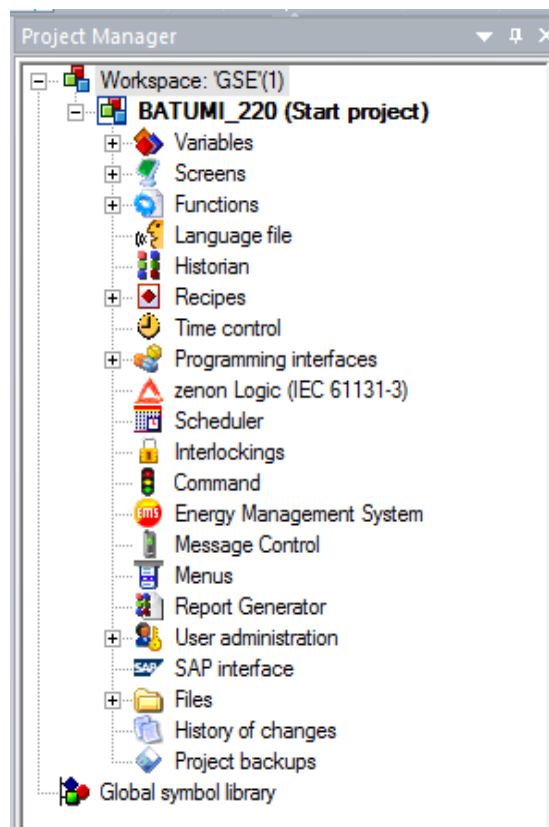 Project Manager
Workspace: 'GSE'(1)
BATUMI_220 (Start project)
Variables
Screens
Functions
Language file
Historian
Recipes
Time control
Programming interfaces
zenon Logic (IEC 61131-3)
Scheduler
Interlockings
Command
EMS Energy Management System
Message Control
Menus
Report Generator
User administration
SAP SAP interface
Files
History of changes
Project backups
Global symbol library